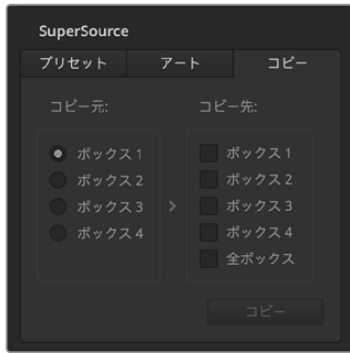 SuperSource
プリセット
アート
コピー
コピー元:
コピー先:
ボックス 1
ボックス 2
ボックス 3
ボックス 4
ボックス 1
ボックス 2
ボックス 3
ボックス 4
全ボックス
コピー